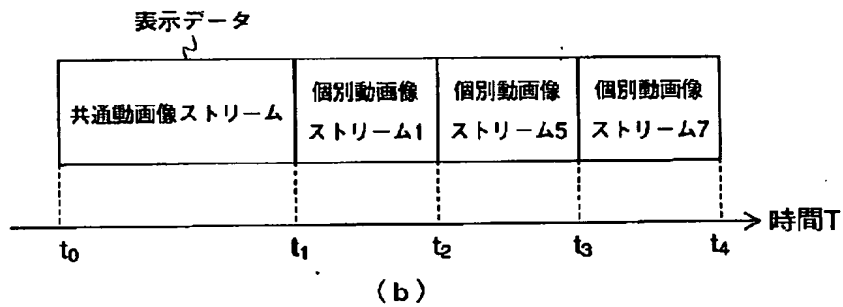 表示データ
共通動画像ストリーム
個別動画像
ストリーム1
個別動画像
ストリーム5
個別動画像
ストリーム7
時間T
t0
t1
t2
t3
t4
(b)